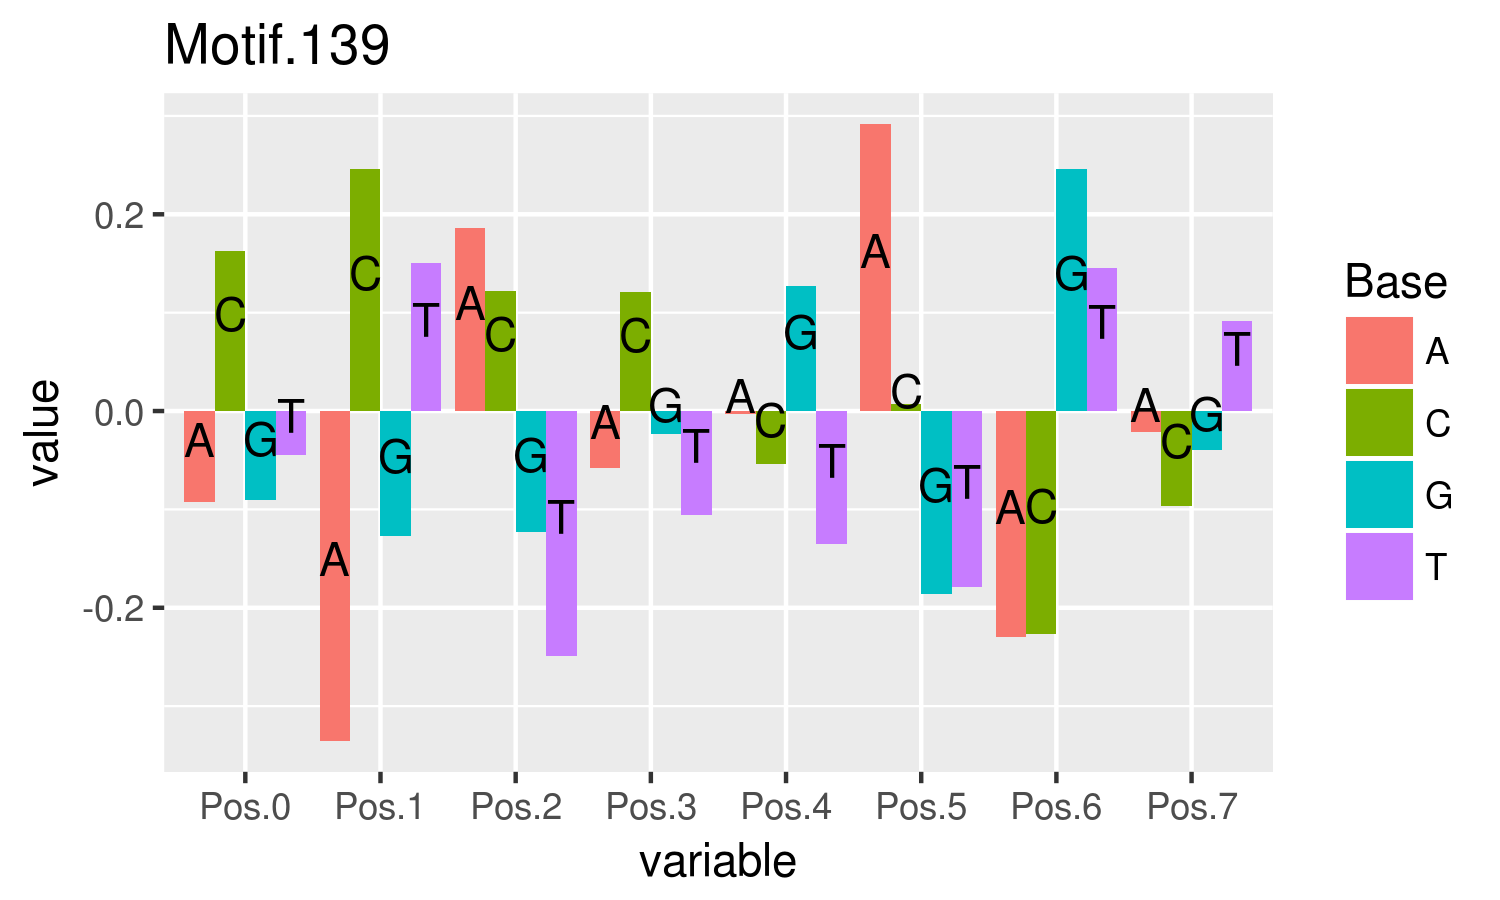 Motif.139
value
0.2
0.0
-0.2
A C G T A C G T A C G T A C G T A C G T A C G T A C G T A C G T
Pos.0 Pos.1 Pos.2 Pos.3 Pos.4 Pos.5 Pos.6 Pos.7
variable
Base
A
C
G
T